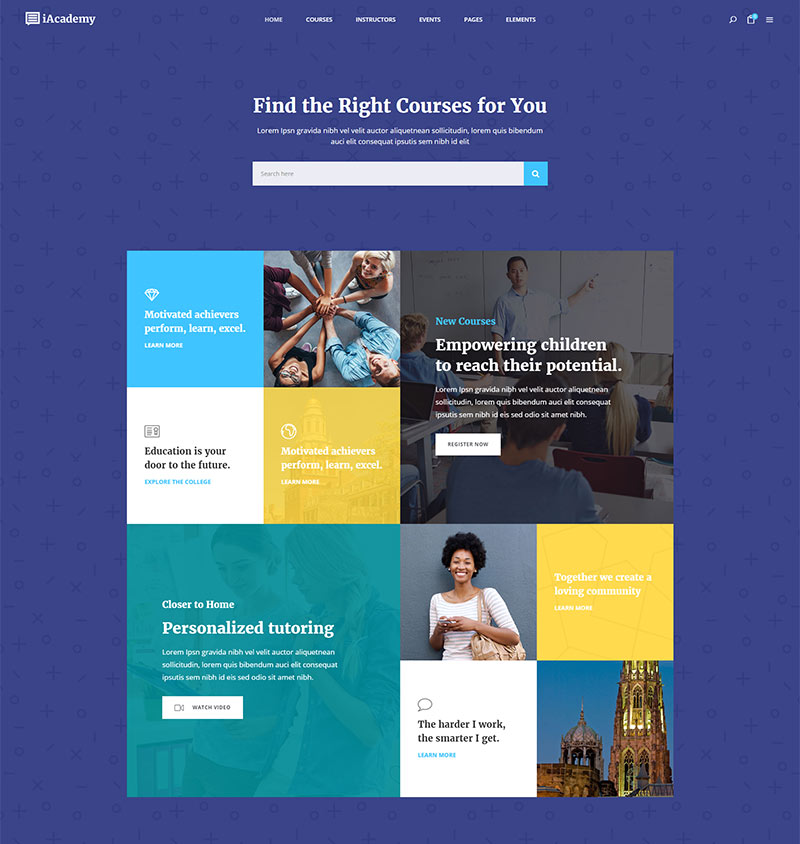 iAcademy
HOME COURSES INSTRUCTORS EVENTS PAGES ELEMENTS
Find the Right Courses for You
Lorem Ipsn gravida nibh vel velit auctor aliquetnean sollicitudin, lorem quis bibendum
auci elit consequat ipsutis sem nibh id elit
Search here
Motivated achievers
perform, learn, excel.
LEARN MORE
New Courses
Empowering children
to reach their potential.
Lorem Ipsn gravida nibh vel velit auctor aliquetnean
sollicitudin, lorem quis bibendum auci elit consequat
ipsutis sem nibh id eis sed odio sit amet nibh.
REGISTER NOW
Education is your
door to the future.
EXPLORE THE COLLEGE
Motivated achievers
perform, learn, excel.
LEARN MORE
Closer to Home
Personalized tutoring
Lorem Ipsn gravida nibh vel velit auctor aliquetnean
sollicitudin, lorem quis bibendum auci elit consequat
ipsutis sem nibh id eis sed odio sit amet nibh.
WATCH VIDEO
Together we create a
loving community
LEARN MORE
The harder I work,
the smarter I get.
LEARN MORE